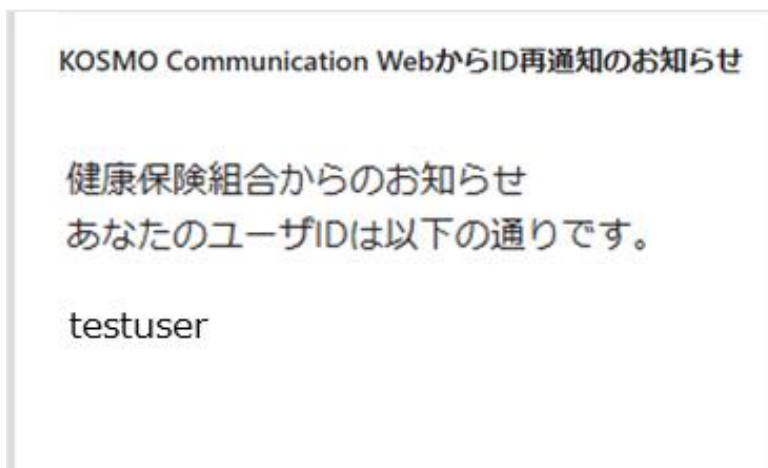 KOSMO Communication WebからID再通知のお知らせ
健康保険組合からのお知らせ
あなたのユーザIDは以下の通りです。
testuser